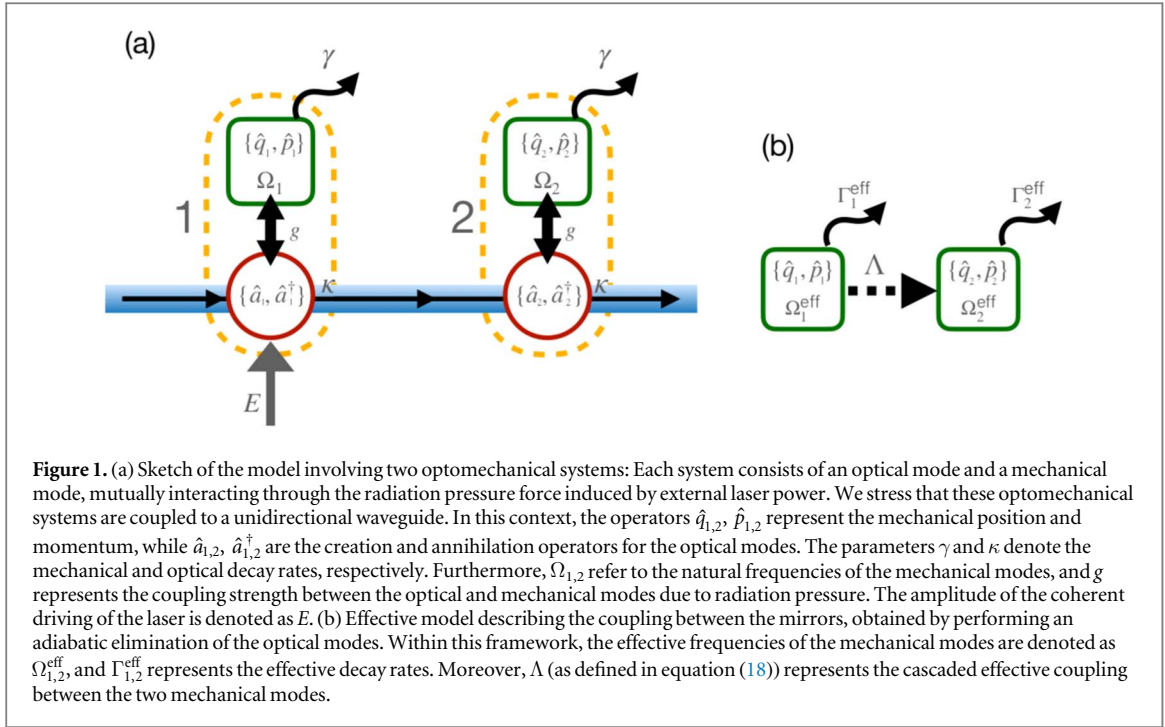 (a)
γ
γ
{q̂₁, p̂₁}
Ω₁
{q̂₂, p̂₂}
Ω₂
1
g
2
g
{â₁, â₁†}
κ
{â₂, â₂†}
κ
E
(b)
Γ₁ᵉᶠᶠ
Γ₂ᵉᶠᶠ
{q̂₁, p̂₁}
Λ
{q̂₂, p̂₂}
Ω₁ᵉᶠᶠ
Ω₂ᵉᶠᶠ
Figure 1. (a) Sketch of the model involving two optomechanical systems: Each system consists of an optical mode and a mechanical
mode, mutually interacting through the radiation pressure force induced by external laser power. We stress that these optomechanical
systems are coupled to a unidirectional waveguide. In this context, the operators q̂₁,₂, p̂₁,₂ represent the mechanical position and
momentum, while â₁,₂, â₁,₂† are the creation and annihilation operators for the optical modes. The parameters γ and κ denote the
mechanical and optical decay rates, respectively. Furthermore, Ω₁,₂ refer to the natural frequencies of the mechanical modes, and g
represents the coupling strength between the optical and mechanical modes due to radiation pressure. The amplitude of the coherent
driving of the laser is denoted as E. (b) Effective model describing the coupling between the mirrors, obtained by performing an
adiabatic elimination of the optical modes. Within this framework, the effective frequencies of the mechanical modes are denoted as
Ω₁,₂ᵉᶠᶠ, and Γ₁,₂ᵉᶠᶠ represents the effective decay rates. Moreover, Λ (as defined in equation (18)) represents the cascaded effective coupling
between the two mechanical modes.